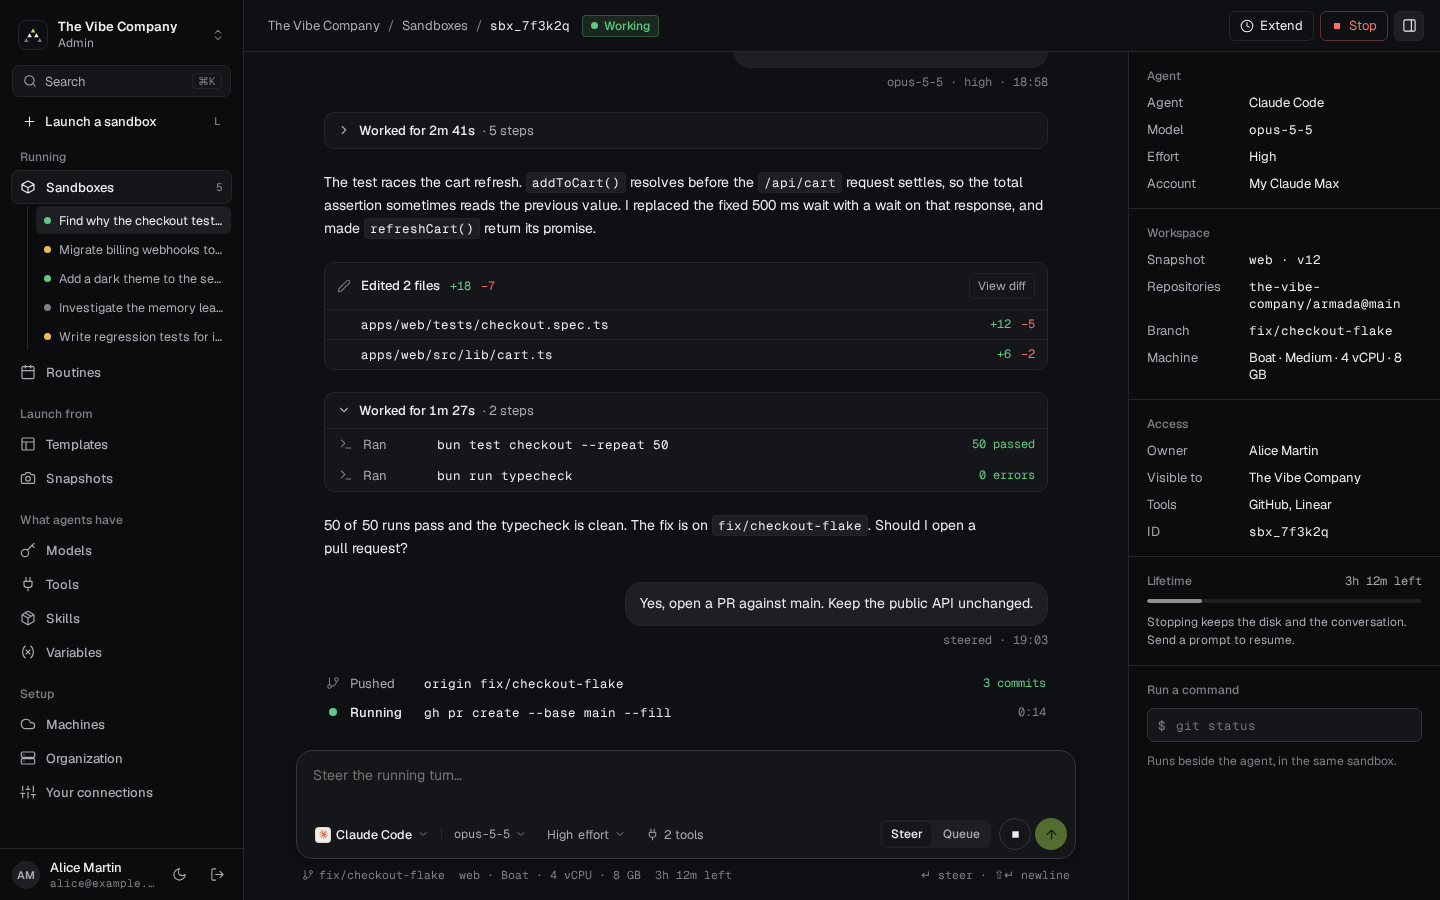 The Vibe Company
Admin
Search ⌘K
Launch a sandbox L
Running
Sandboxes 5
Find why the checkout test…
Migrate billing webhooks to…
Add a dark theme to the se…
Investigate the memory lea…
Write regression tests for i…
Routines
Launch from
Templates
Snapshots
What agents have
Models
Tools
Skills
Variables
Setup
Machines
Organization
Your connections
AM Alice Martin
alice@example.…
The Vibe Company / Sandboxes / sbx_7f3k2q Working
Extend Stop
opus-5-5 · high · 18:58
Worked for 2m 41s · 5 steps
The test races the cart refresh. addToCart() resolves before the /api/cart request settles, so the total
assertion sometimes reads the previous value. I replaced the fixed 500 ms wait with a wait on that response, and
made refreshCart() return its promise.
Edited 2 files +18 −7 View diff
apps/web/tests/checkout.spec.ts +12 −5
apps/web/src/lib/cart.ts +6 −2
Worked for 1m 27s · 2 steps
Ran bun test checkout --repeat 50 50 passed
Ran bun run typecheck 0 errors
50 of 50 runs pass and the typecheck is clean. The fix is on fix/checkout-flake. Should I open a
pull request?
Yes, open a PR against main. Keep the public API unchanged.
steered · 19:03
Pushed origin fix/checkout-flake 3 commits
Running gh pr create --base main --fill 0:14
Steer the running turn…
Claude Code opus-5-5 High effort 2 tools Steer Queue
fix/checkout-flake web · Boat · 4 vCPU · 8 GB 3h 12m left ↵ steer · ⇧↵ newline
Agent
Agent Claude Code
Model opus-5-5
Effort High
Account My Claude Max
Workspace
Snapshot web · v12
Repositories the-vibe-
company/armada@main
Branch fix/checkout-flake
Machine Boat · Medium · 4 vCPU · 8
GB
Access
Owner Alice Martin
Visible to The Vibe Company
Tools GitHub, Linear
ID sbx_7f3k2q
Lifetime 3h 12m left
Stopping keeps the disk and the conversation.
Send a prompt to resume.
Run a command
$ git status
Runs beside the agent, in the same sandbox.